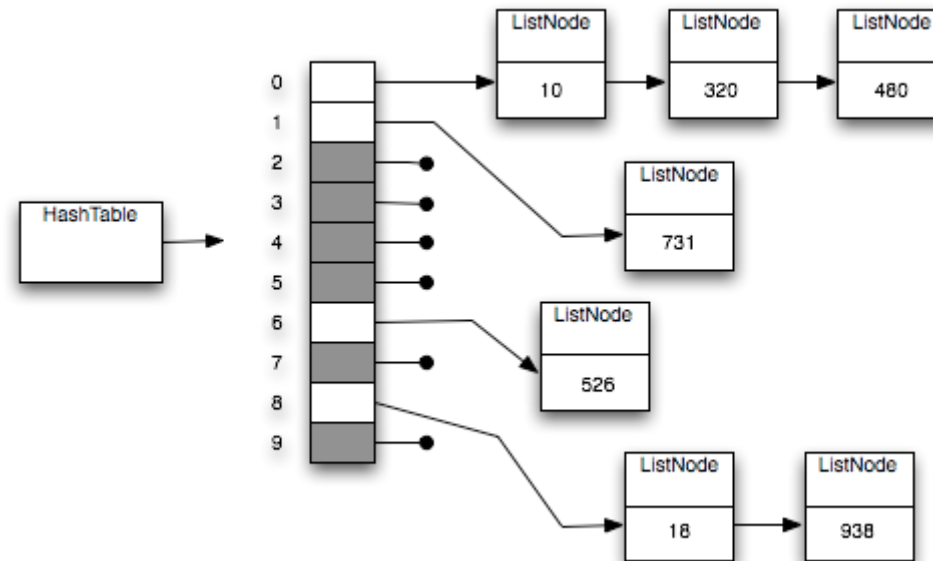 ListNode
10
ListNode
320
ListNode
480
0
1
2
3
4
5
6
7
8
9
HashTable
ListNode
731
ListNode
526
ListNode
18
ListNode
938